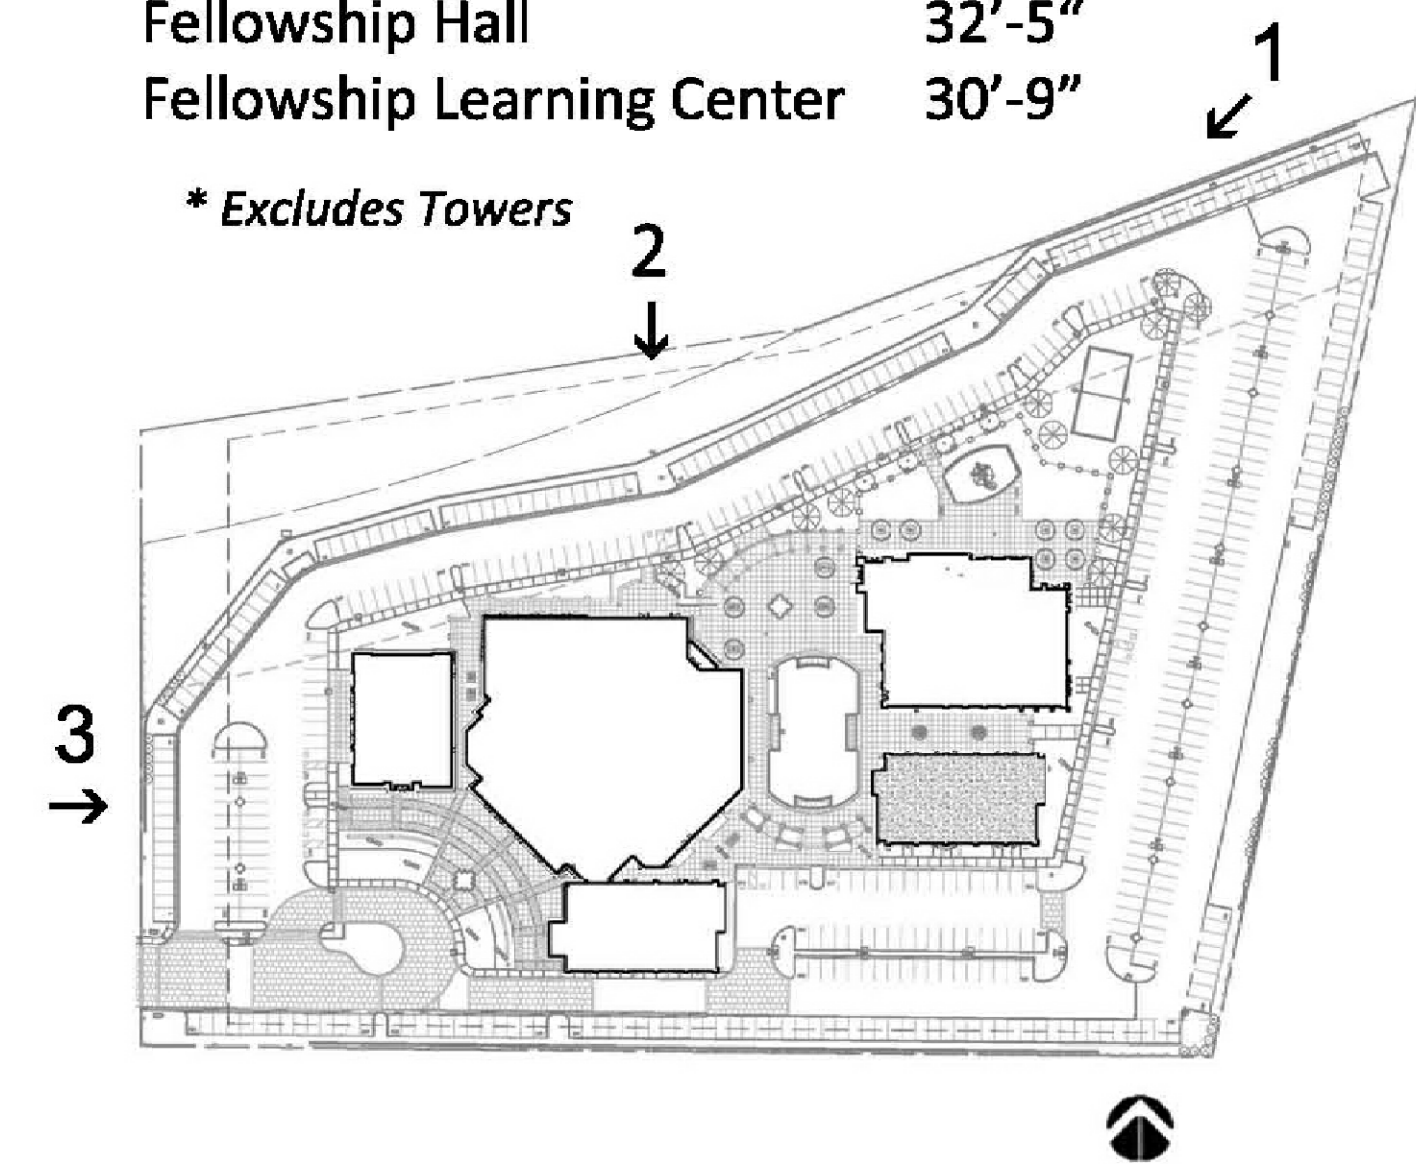 Fellowship Hall 32’-5”
Fellowship Learning Center 30’-9”
* Excludes Towers
1
2
3